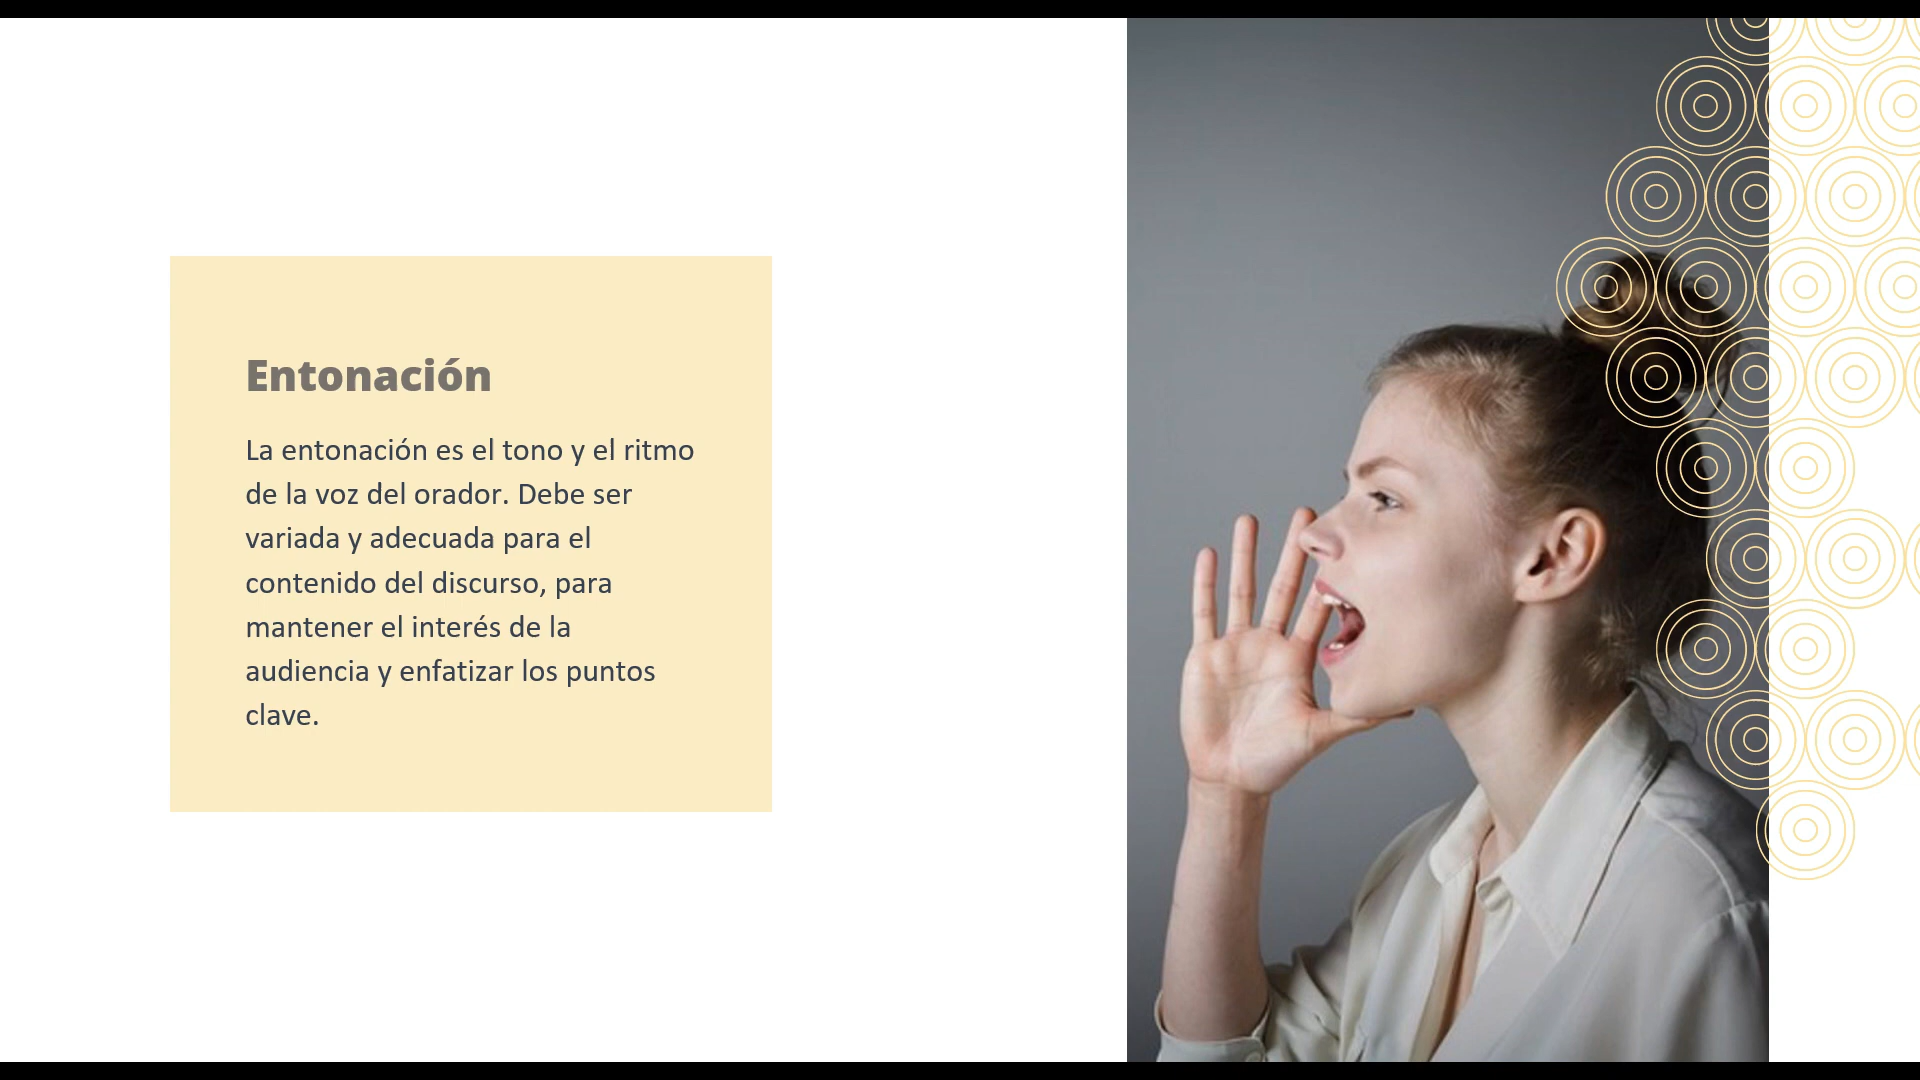 Entonación
La entonación es el tono y el ritmo
de la voz del orador. Debe ser
variada y adecuada para el
contenido del discurso, para
mantener el interés de la
audiencia y enfatizar los puntos
clave.